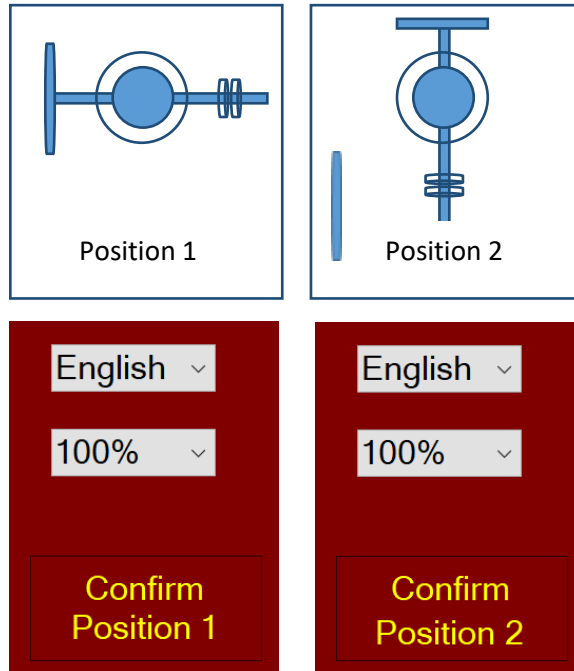 Position 1
Position 2
English
English
100%
100%
Confirm
Position 1
Confirm
Position 2